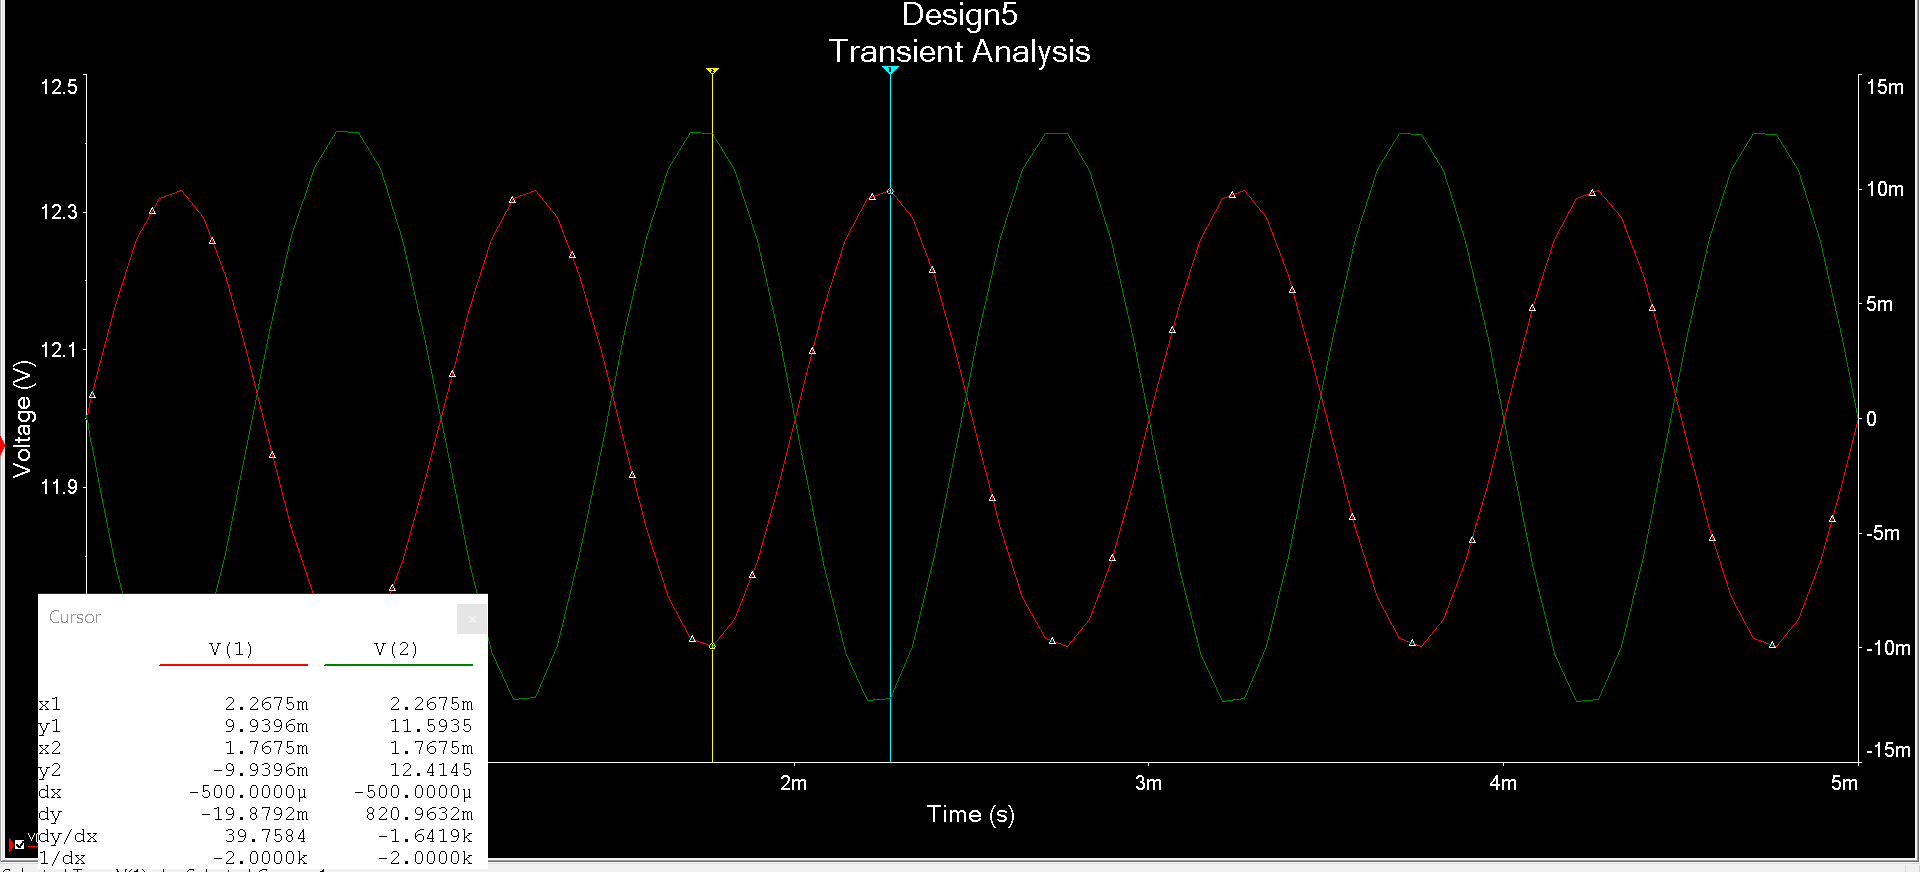 Design5
Transient Analysis
12.5
12.3
12.1
11.9
Voltage (V)
15m
10m
5m
0
-5m
-10m
-15m
2m
3m
4m
5m
Time (s)
Cursor
V(1) V(2)
x1 2.2675m 2.2675m
y1 9.9396m 11.5935
x2 1.7675m 1.7675m
y2 -9.9396m 12.4145
dx -500.0000µ -500.0000µ
dy -19.8792m 820.9632m
dy/dx 39.7584 -1.6419k
1/dx -2.0000k -2.0000k